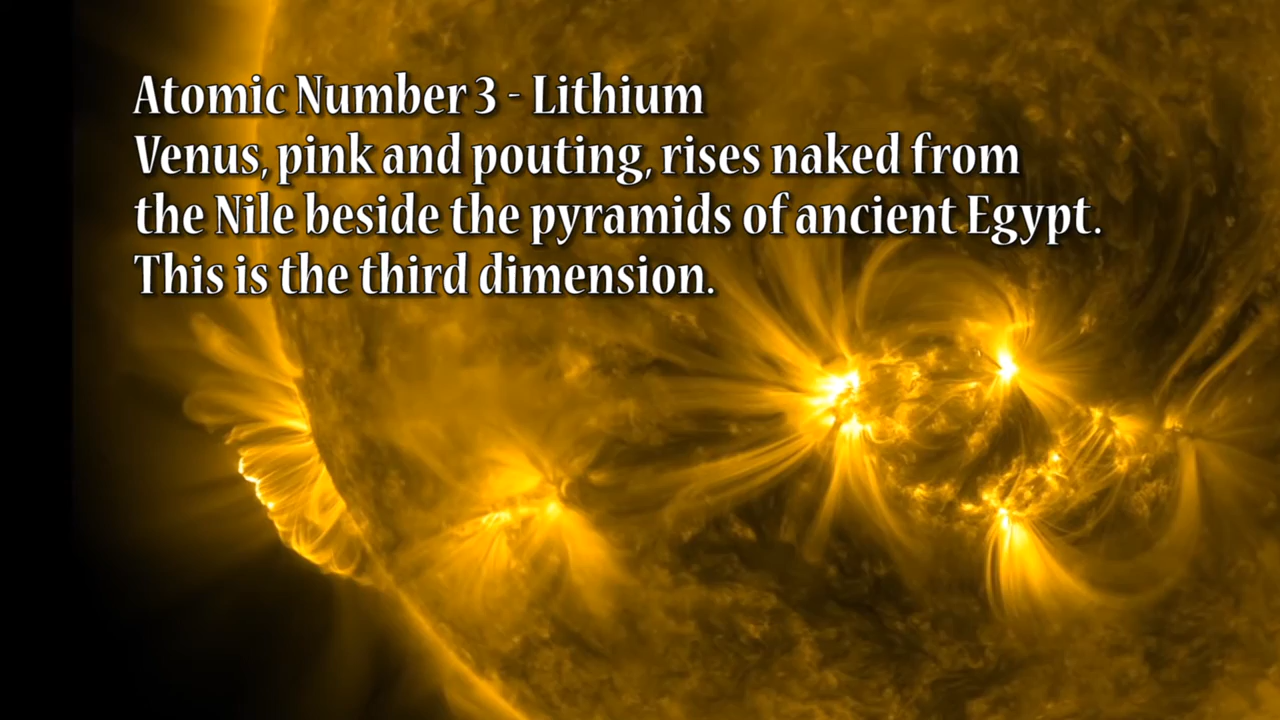 Atomic Number 3 - Lithium
Venus, pink and pouting, rises naked from
the Nile beside the pyramids of ancient Egypt.
This is the third dimension.